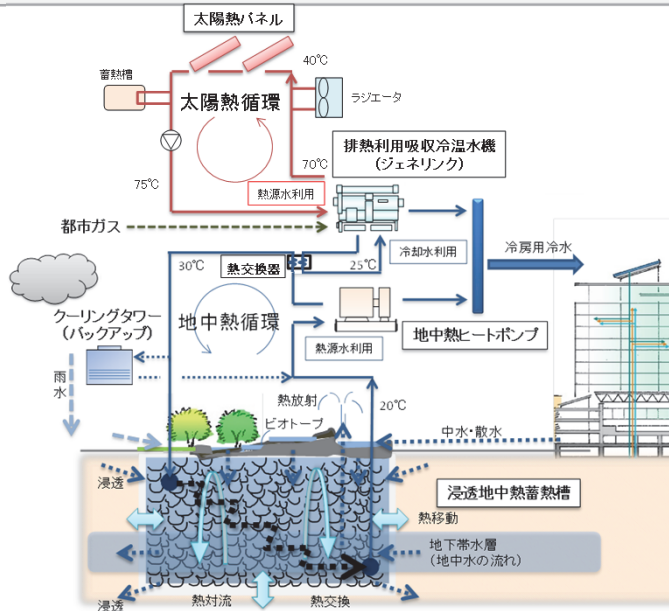 太陽熱パネル
40℃
蓄熱槽
太陽熱循環
ラジエータ
排熱利用吸収冷温水機
(ジェネリンク)
70℃
75℃
熱源水利用
都市ガス
冷却水利用
冷房用冷水
30℃
熱交換器
25℃
クーリングタワー
(バックアップ)
地中熱循環
地中熱ヒートポンプ
熱源水利用
雨水
熱放射
20℃
ビオトープ
中水・散水
浸透
浸透地中熱蓄熱槽
熱移動
地下帯水層
(地中水の流れ)
浸透
熱対流
熱交換